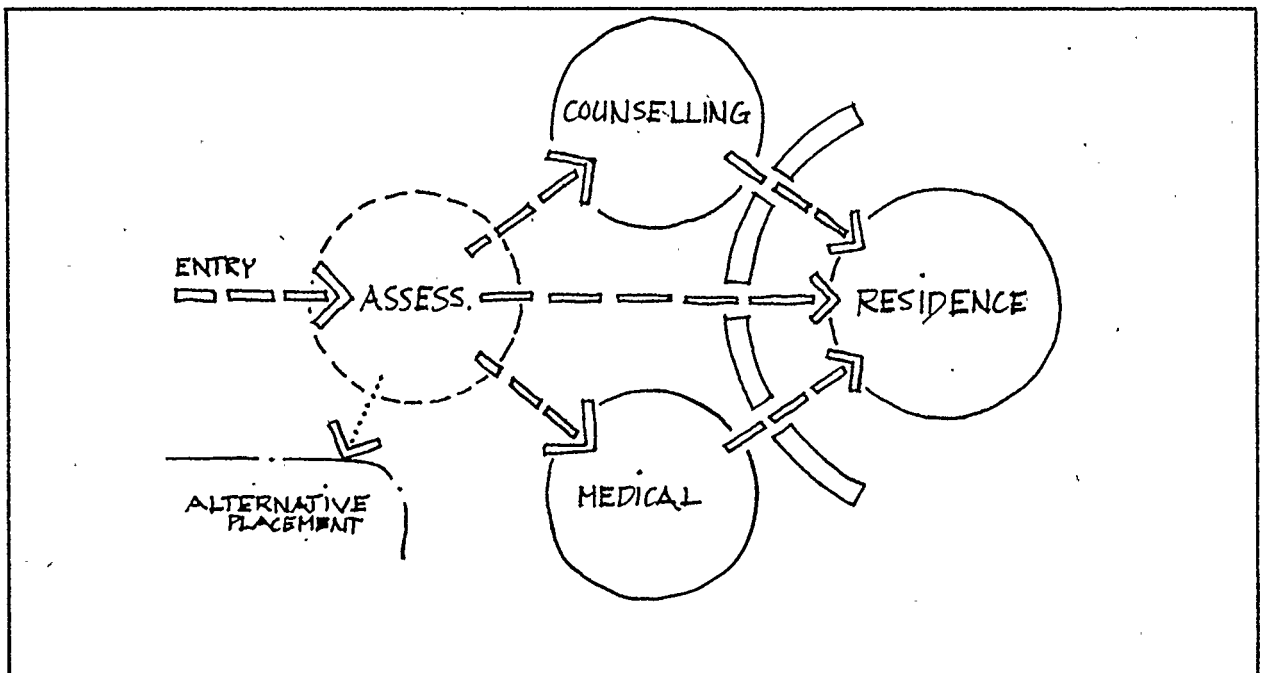 COUNSELLING
ENTRY
ASSESS.
RESIDENCE
MEDICAL
ALTERNATIVE
PLACEMENT